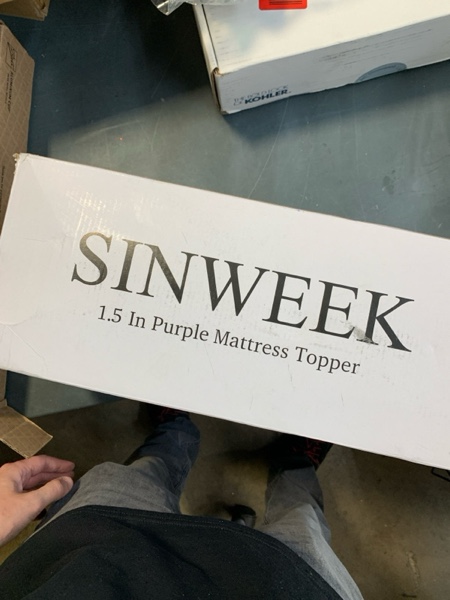 KOHLER
SINWEEK
1.5 In Purple Mattress Topper